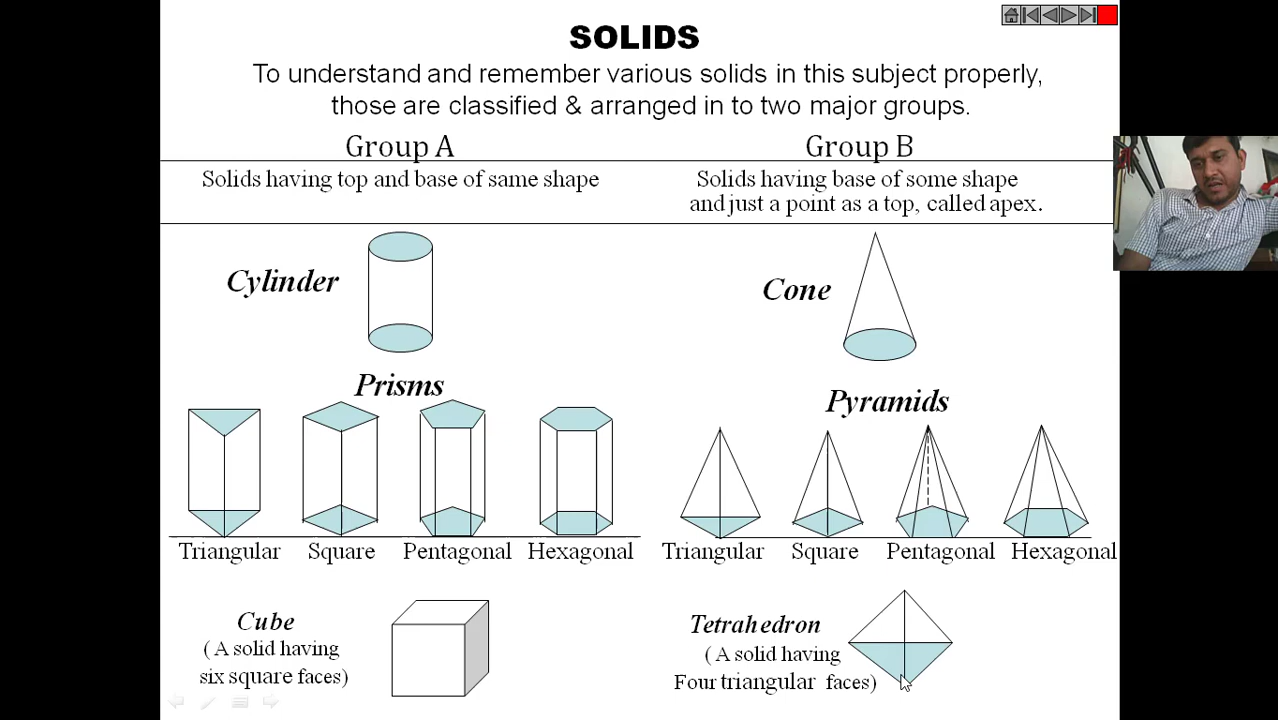 SOLIDS
To understand and remember various solids in this subject properly,
those are classified & arranged in to two major groups.
Group A
Solids having top and base of same shape
Cylinder
Prisms
Triangular Square Pentagonal Hexagonal
Cube
( A solid having
six square faces)
Group B
Solids having base of some shape
and just a point as a top, called apex.
Cone
Pyramids
Triangular Square Pentagonal Hexagonal
Tetrahedron
( A solid having
Four triangular faces)